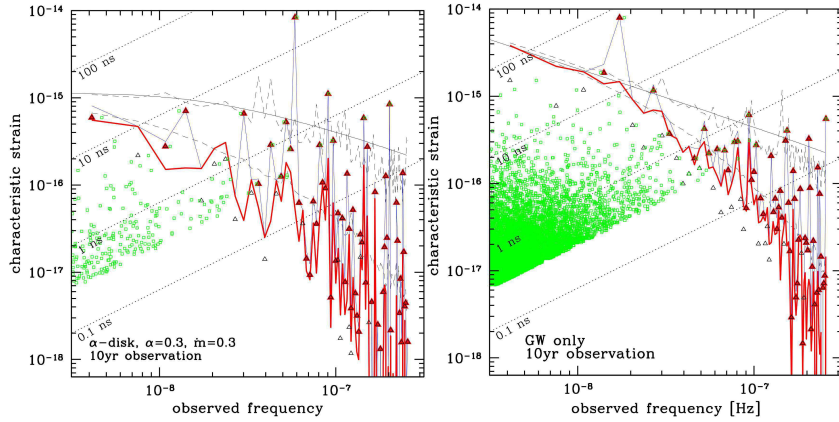 10⁻¹⁴
10⁻¹⁵
10⁻¹⁶
10⁻¹⁷
10⁻¹⁸
characteristic strain
100 ns
10 ns
1 ns
0.1 ns
α-disk, α=0.3, ṁ=0.3
10yr observation
10⁻⁸
10⁻⁷
observed frequency
10⁻¹⁴
10⁻¹⁵
10⁻¹⁶
10⁻¹⁷
10⁻¹⁸
characteristic strain
100 ns
10 ns
1 ns
0.1 ns
GW only
10yr observation
10⁻⁸
10⁻⁷
observed frequency [Hz]